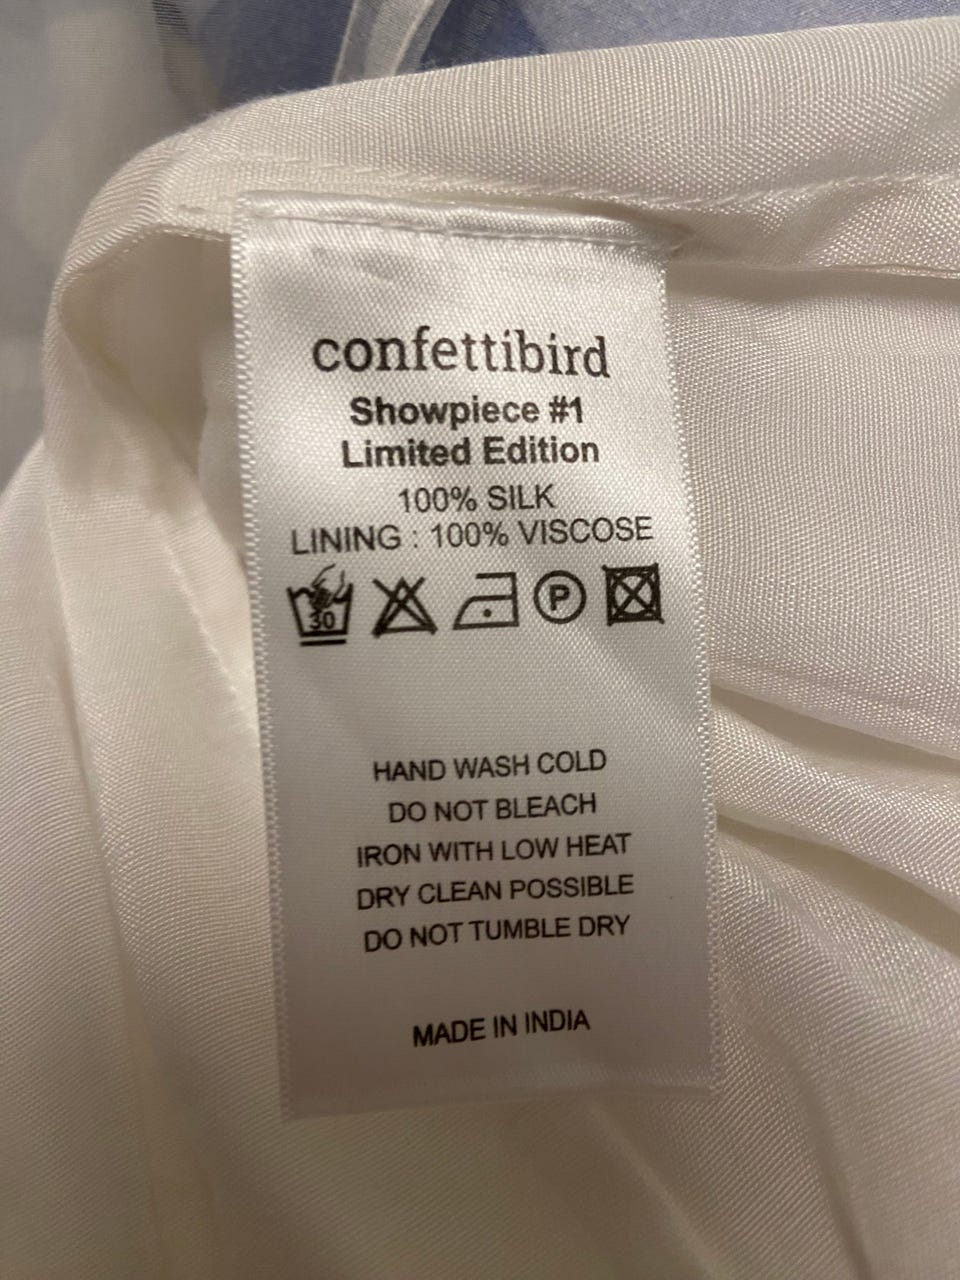 confettibird
Showpiece #1
Limited Edition
100% SILK
LINING : 100% VISCOSE
30 P
HAND WASH COLD
DO NOT BLEACH
IRON WITH LOW HEAT
DRY CLEAN POSSIBLE
DO NOT TUMBLE DRY
MADE IN INDIA